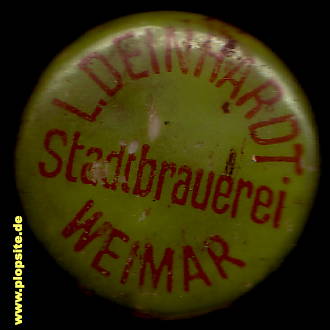 L. DEINHARDT.
Stadtbrauerei
WEIMAR
www.plopsite.de